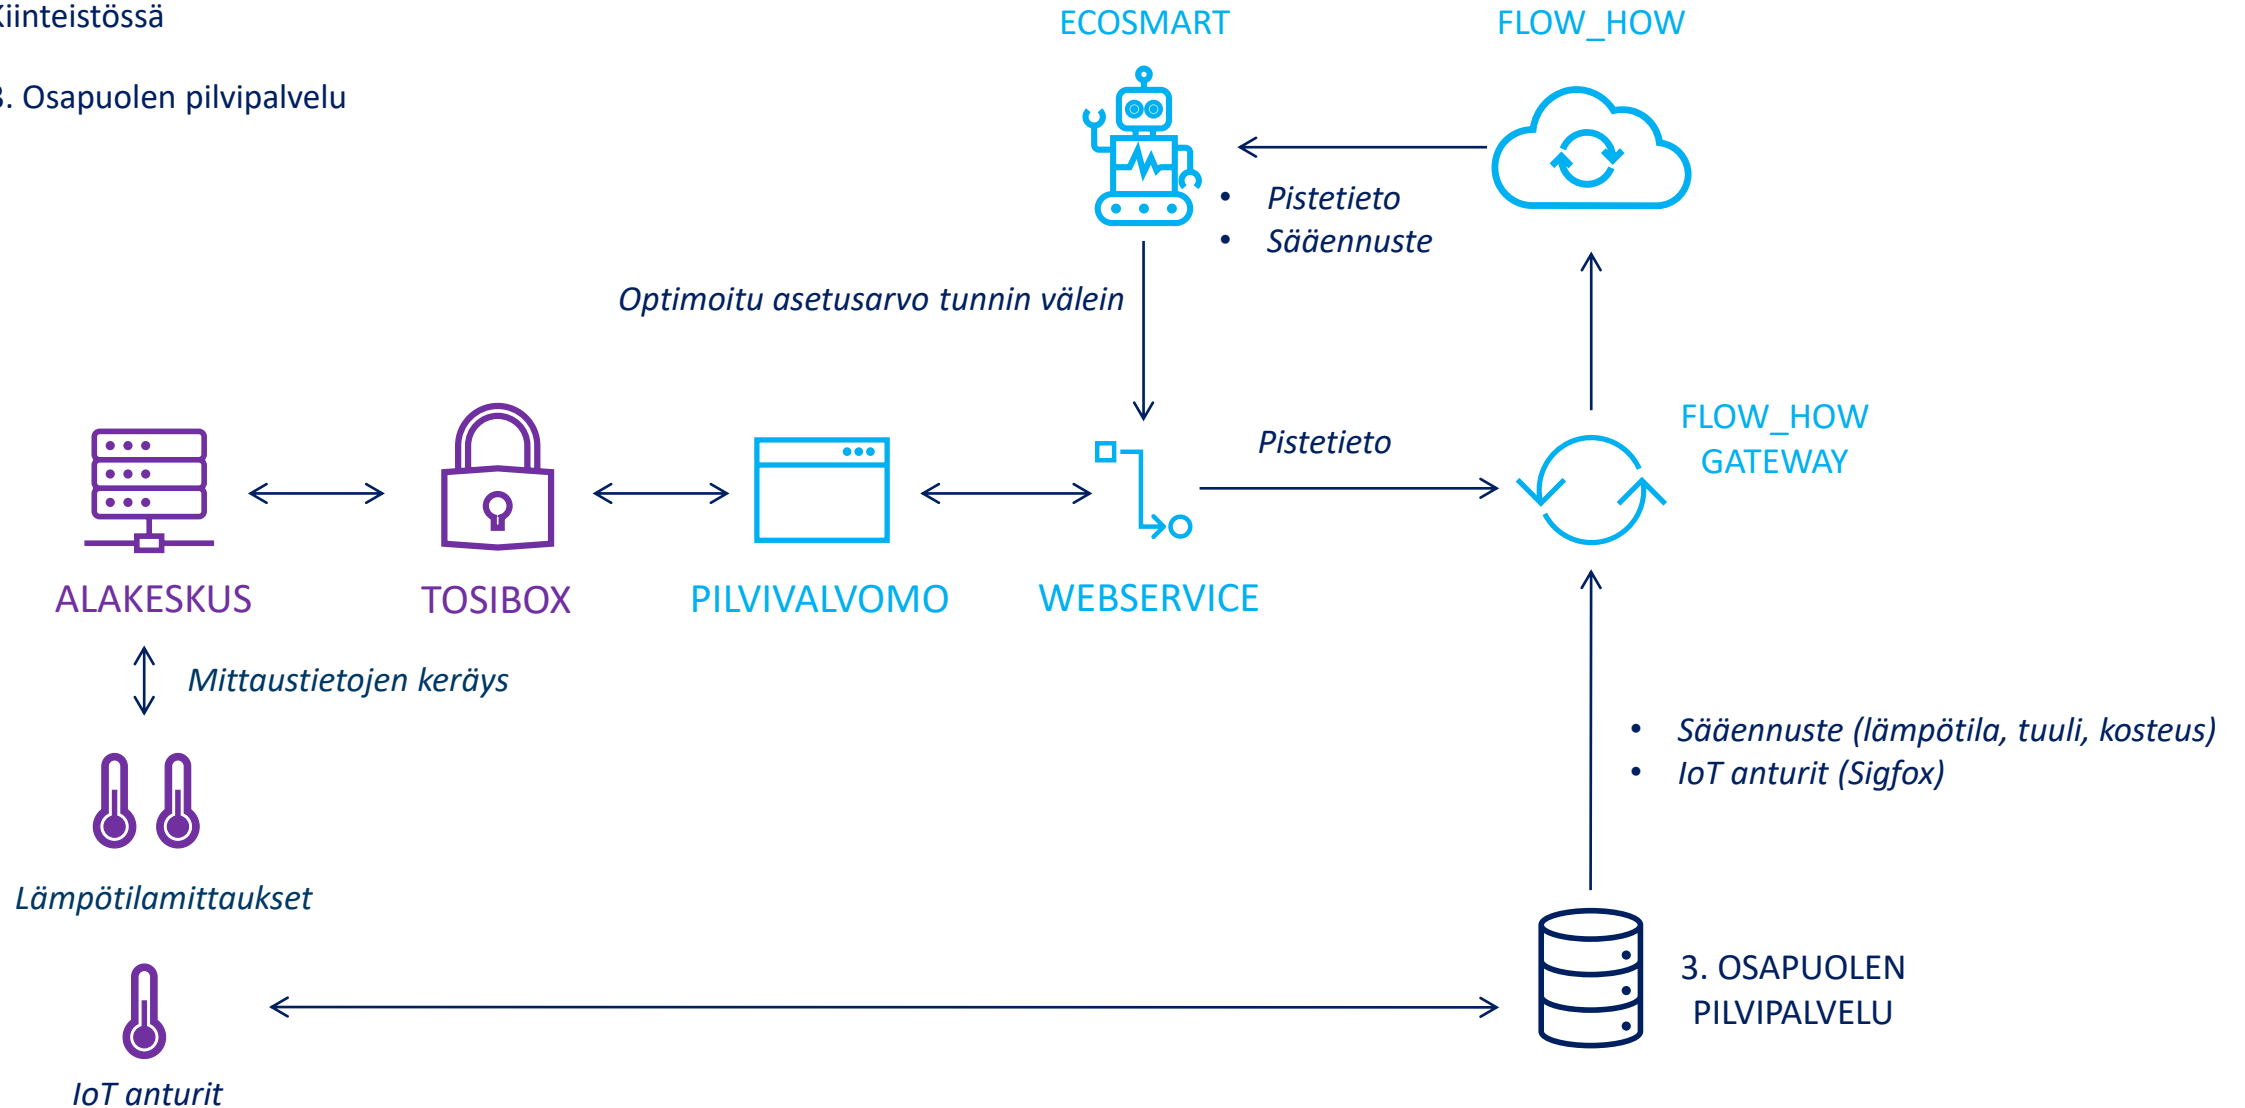 Kiinteistössä
3. Osapuolen pilvipalvelu
ECOSMART
FLOW_HOW
• Pistetieto
• Sääennuste
Optimoitu asetusarvo tunnin välein
Pistetieto
FLOW_HOW
GATEWAY
ALAKESKUS
TOSIBOX
PILVIVALVOMO
WEBSERVICE
Mittaustietojen keräys
• Sääennuste (lämpötila, tuuli, kosteus)
• IoT anturit (Sigfox)
Lämpötilamittaukset
3. OSAPUOLEN
PILVIPALVELU
IoT anturit